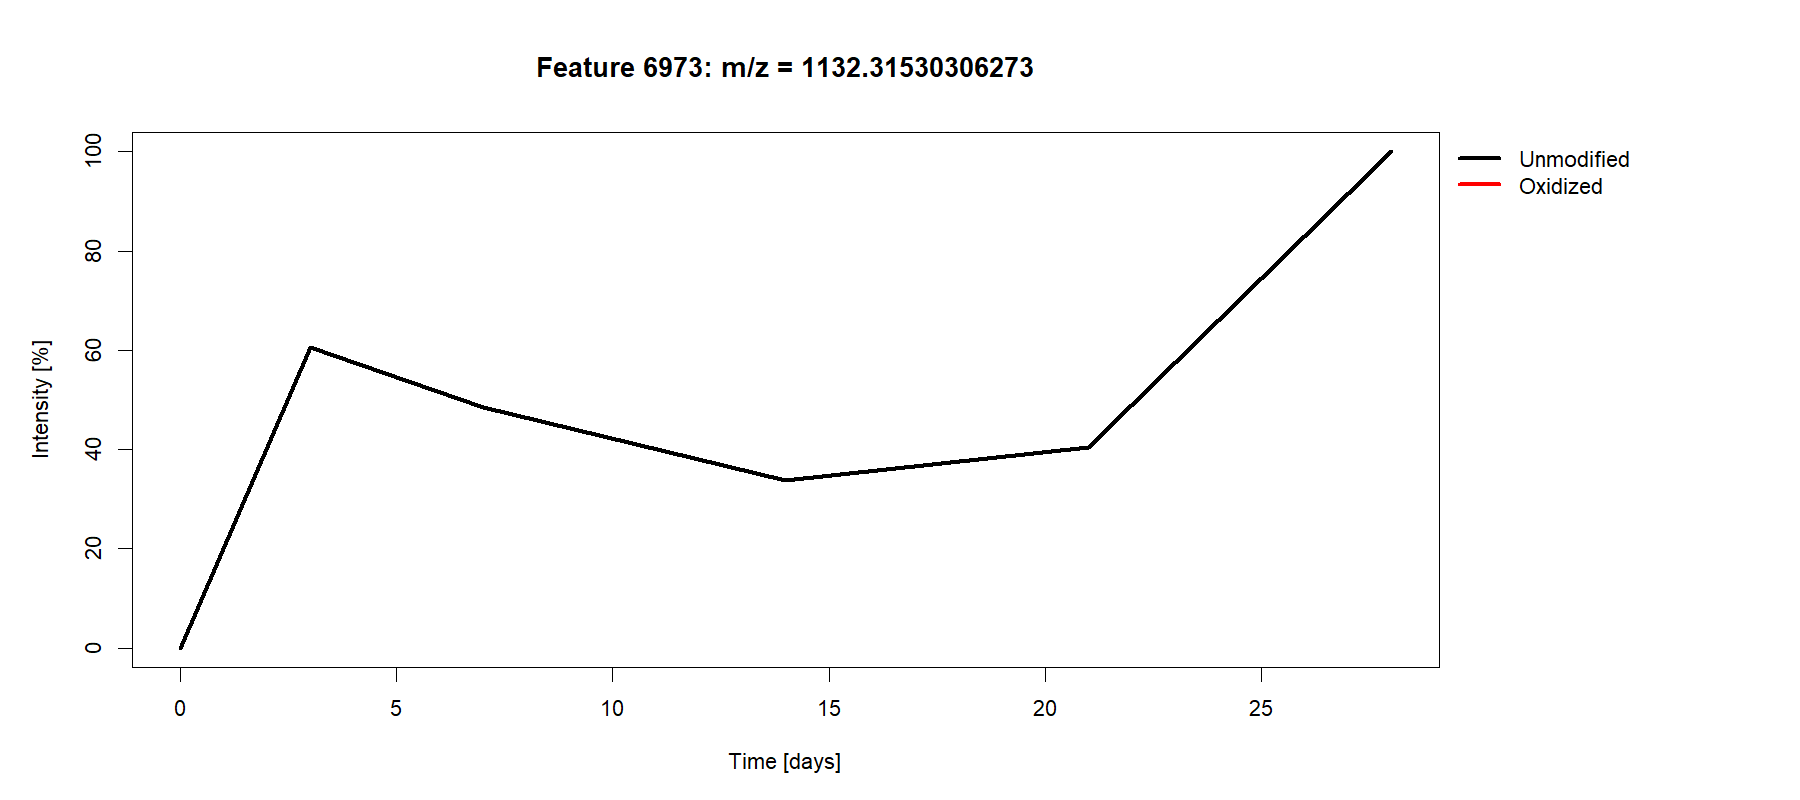 Feature 6973: m/z = 1132.31530306273
Unmodified
Oxidized
Intensity [%]
100
80
60
40
20
0
0 5 10 15 20 25
Time [days]